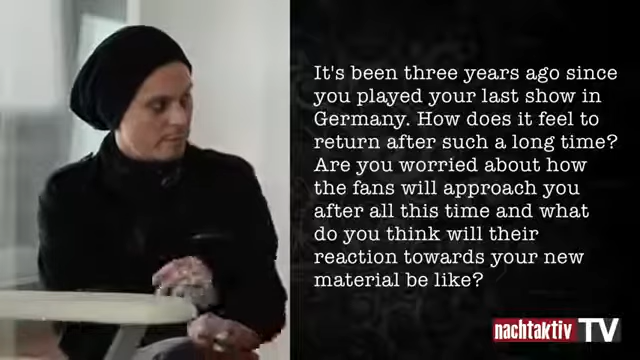 It's been three years ago since
you played your last show in
Germany. How does it feel to
return after such a long time?
Are you worried about how
the fans will approach you
after all this time and what
do you think will their
reaction towards your new
material be like?
nachtaktiv TV